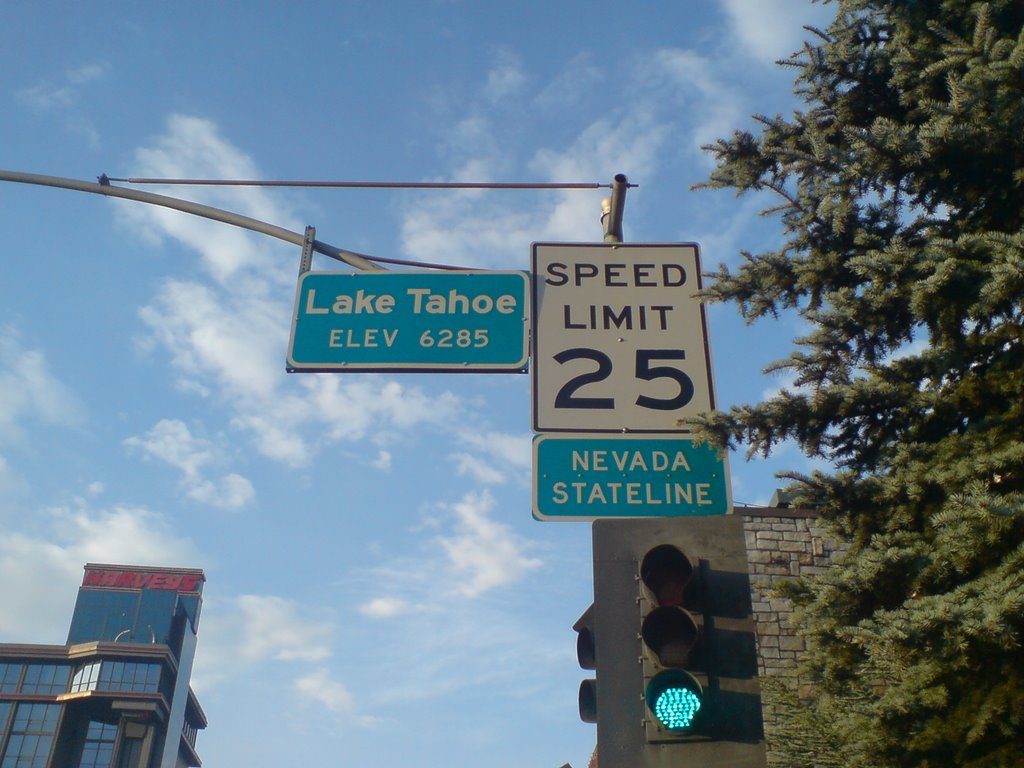 Lake Tahoe
ELEV 6285
SPEED
LIMIT
25
NEVADA
STATELINE
HARVEYS